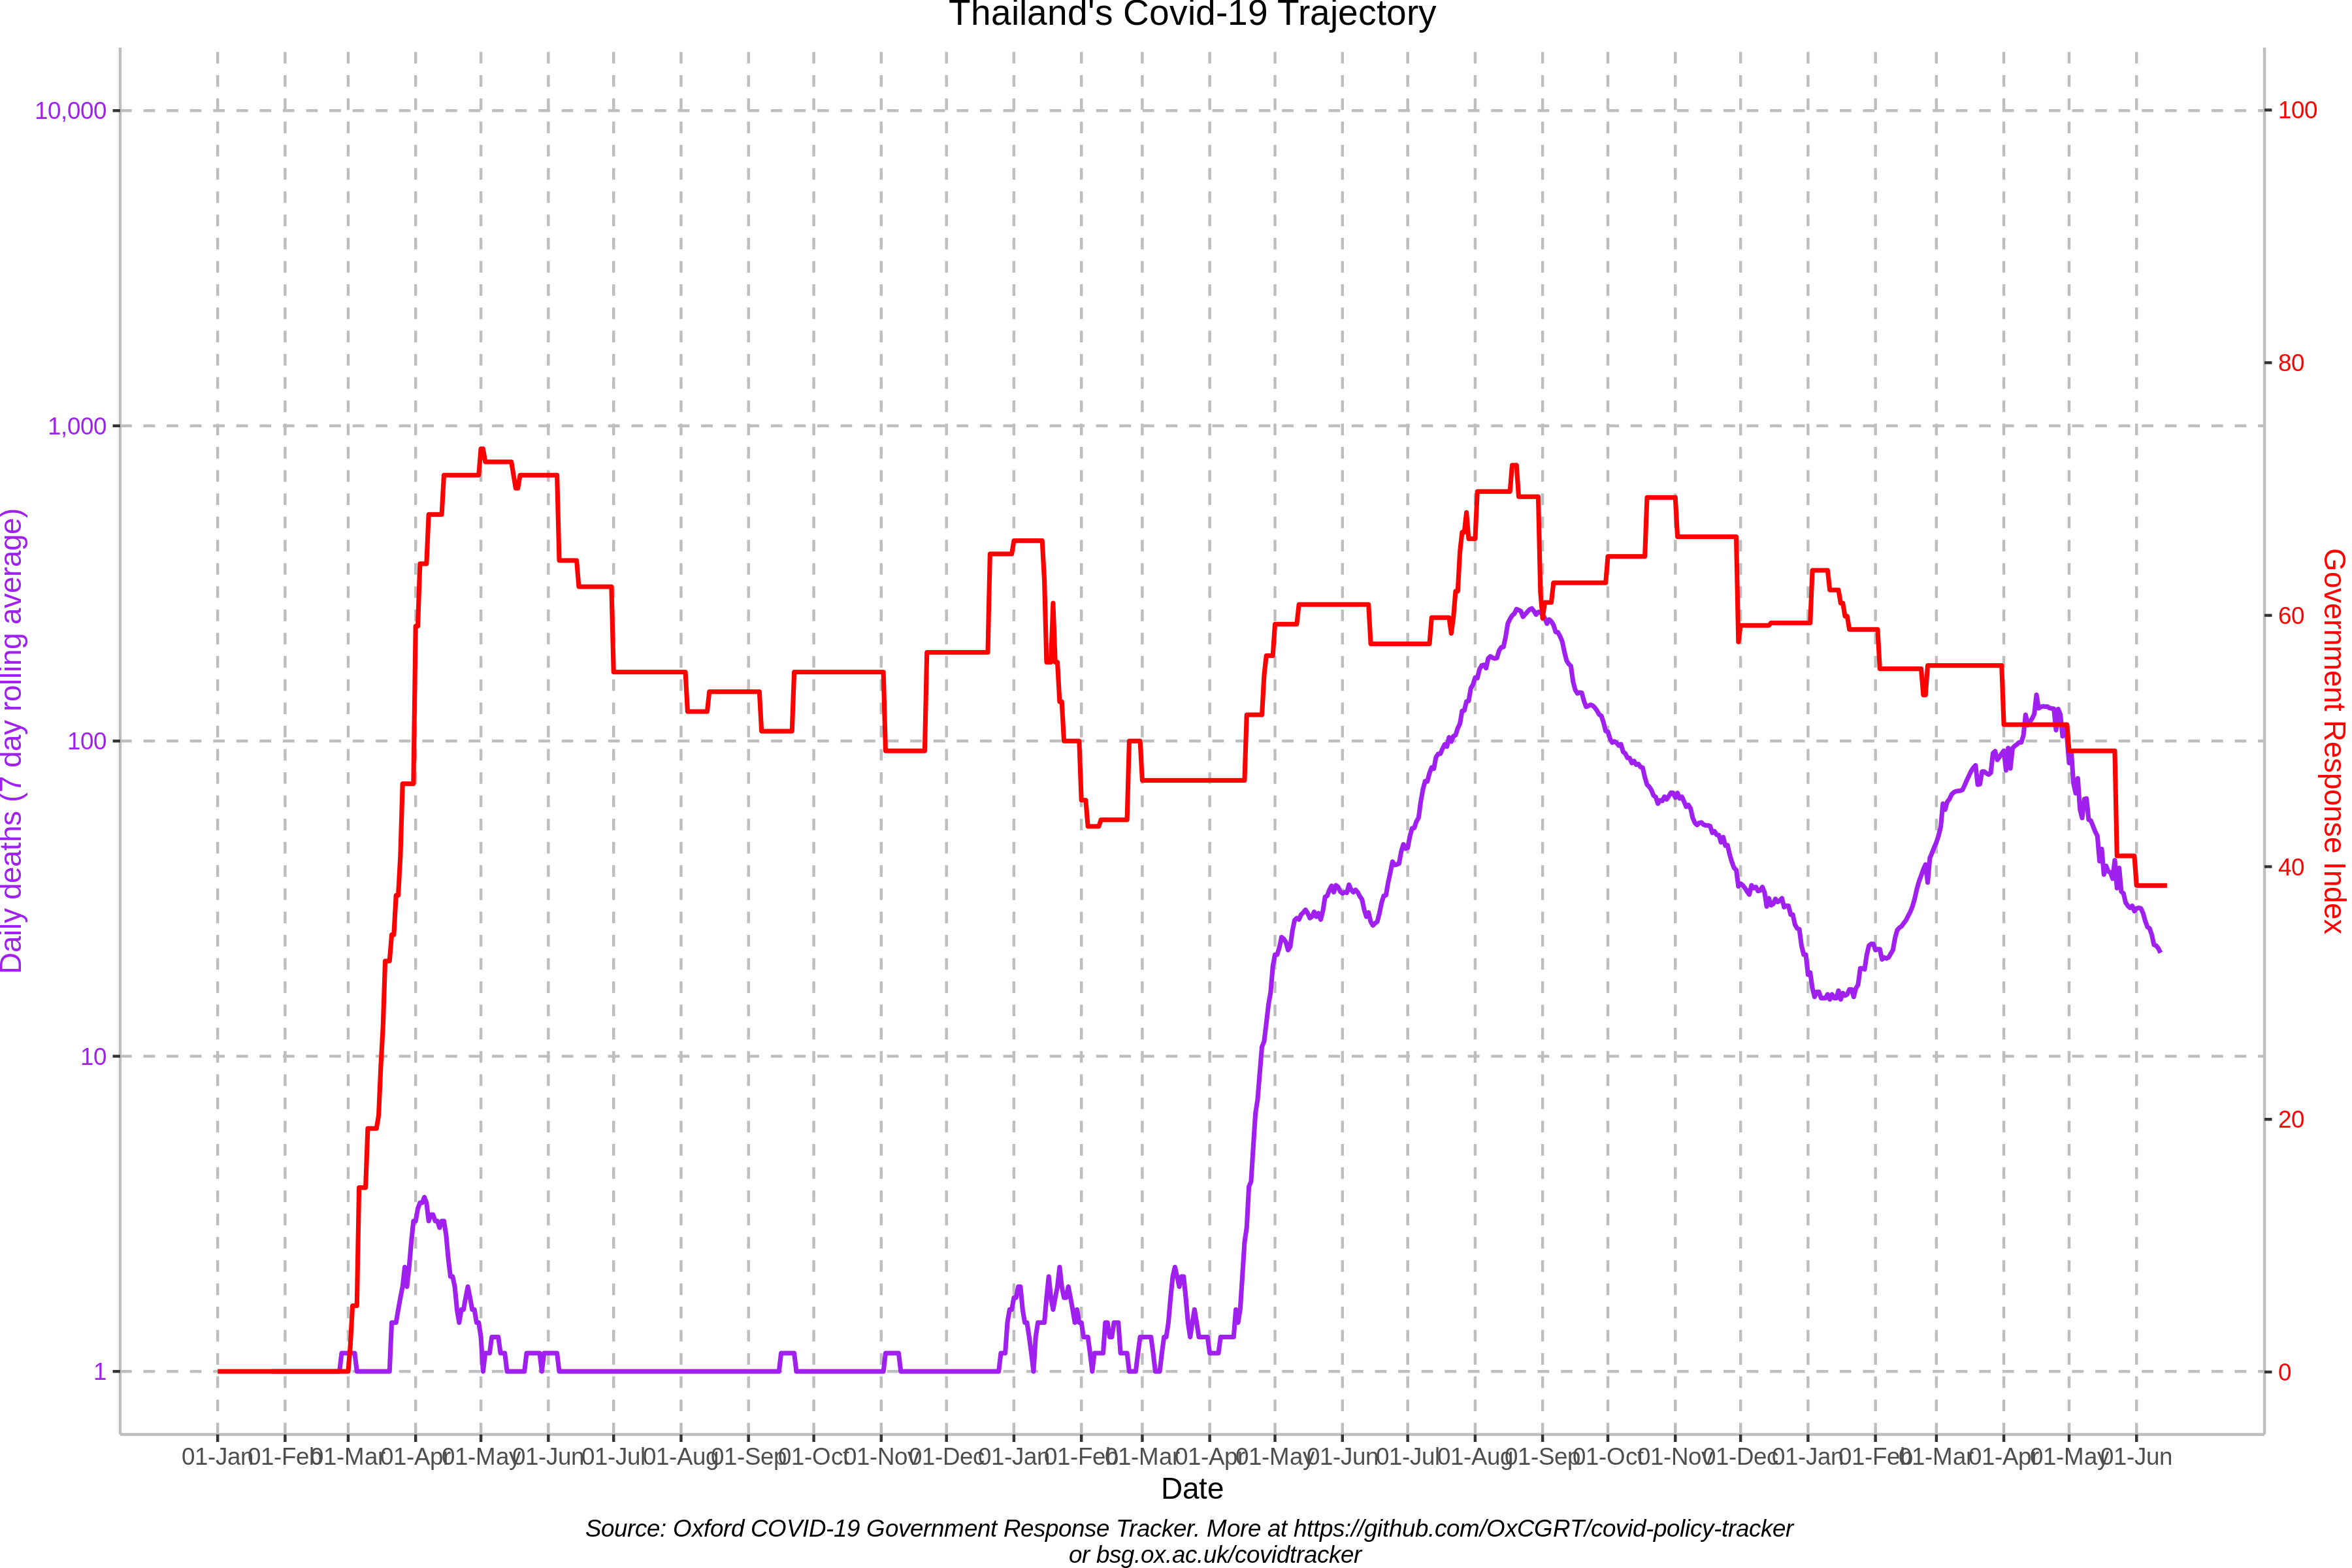 Thailand's Covid-19 Trajectory
10,000
1,000
100
10
1
Daily deaths (7 day rolling average)
100
80
60
40
20
0
Government Response Index
01-Jan 01-Feb 01-Mar 01-Apr 01-May 01-Jun 01-Jul 01-Aug 01-Sep 01-Oct 01-Nov 01-Dec 01-Jan 01-Feb 01-Mar 01-Apr 01-May 01-Jun 01-Jul 01-Aug 01-Sep 01-Oct 01-Nov 01-Dec 01-Jan 01-Feb 01-Mar 01-Apr 01-May 01-Jun
Date
Source: Oxford COVID-19 Government Response Tracker. More at https://github.com/OxCGRT/covid-policy-tracker
or bsg.ox.ac.uk/covidtracker